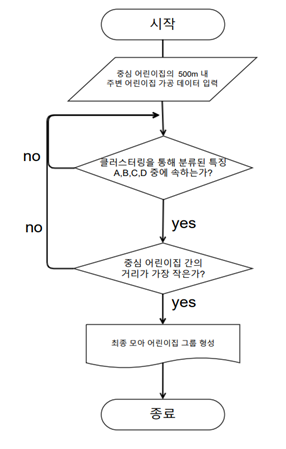 시작
중심 어린이집의 500m 내
주변 어린이집 가공 데이터 입력
클러스터링을 통해 분류된 특징
A,B,C,D 중에 속하는가?
no
yes
no
중심 어린이집 간의
거리가 가장 작은가?
yes
최종 모아 어린이집 그룹 형성
종료